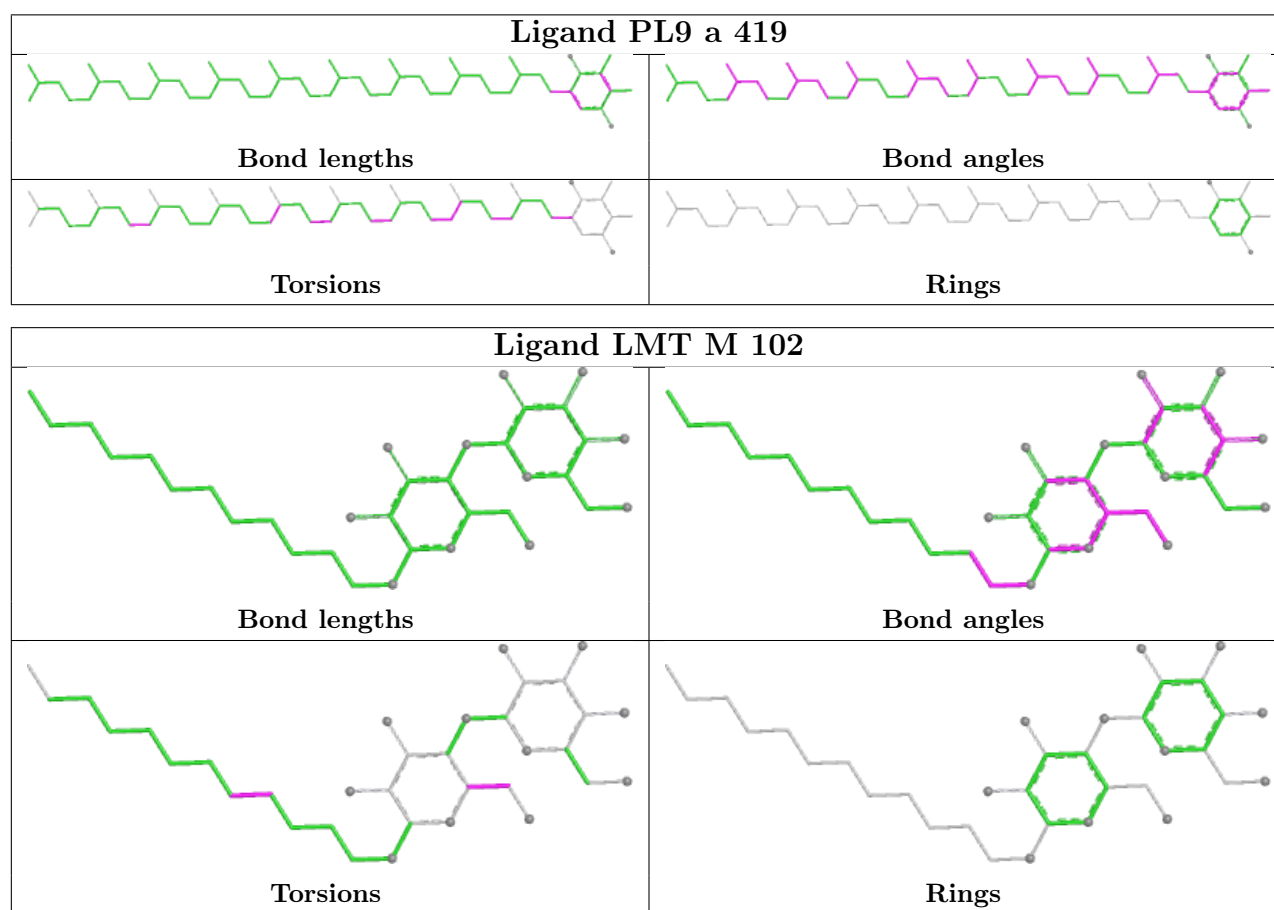 Ligand PL9 a 419
Bond lengths
Bond angles
Torsions
Rings
Ligand LMT M 102
Bond lengths
Bond angles
Torsions
Rings